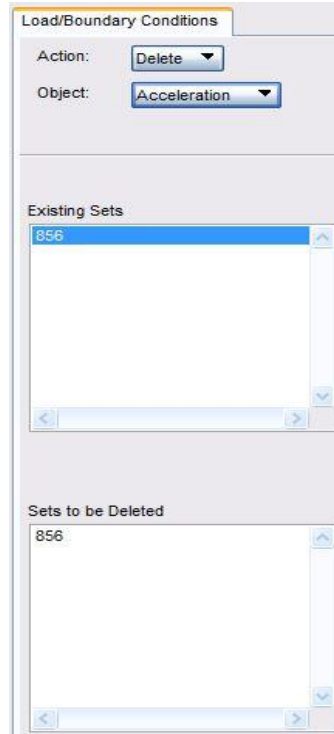 Load/Boundary Conditions
Action: Delete
Object: Acceleration
Existing Sets
856
Sets to be Deleted
856